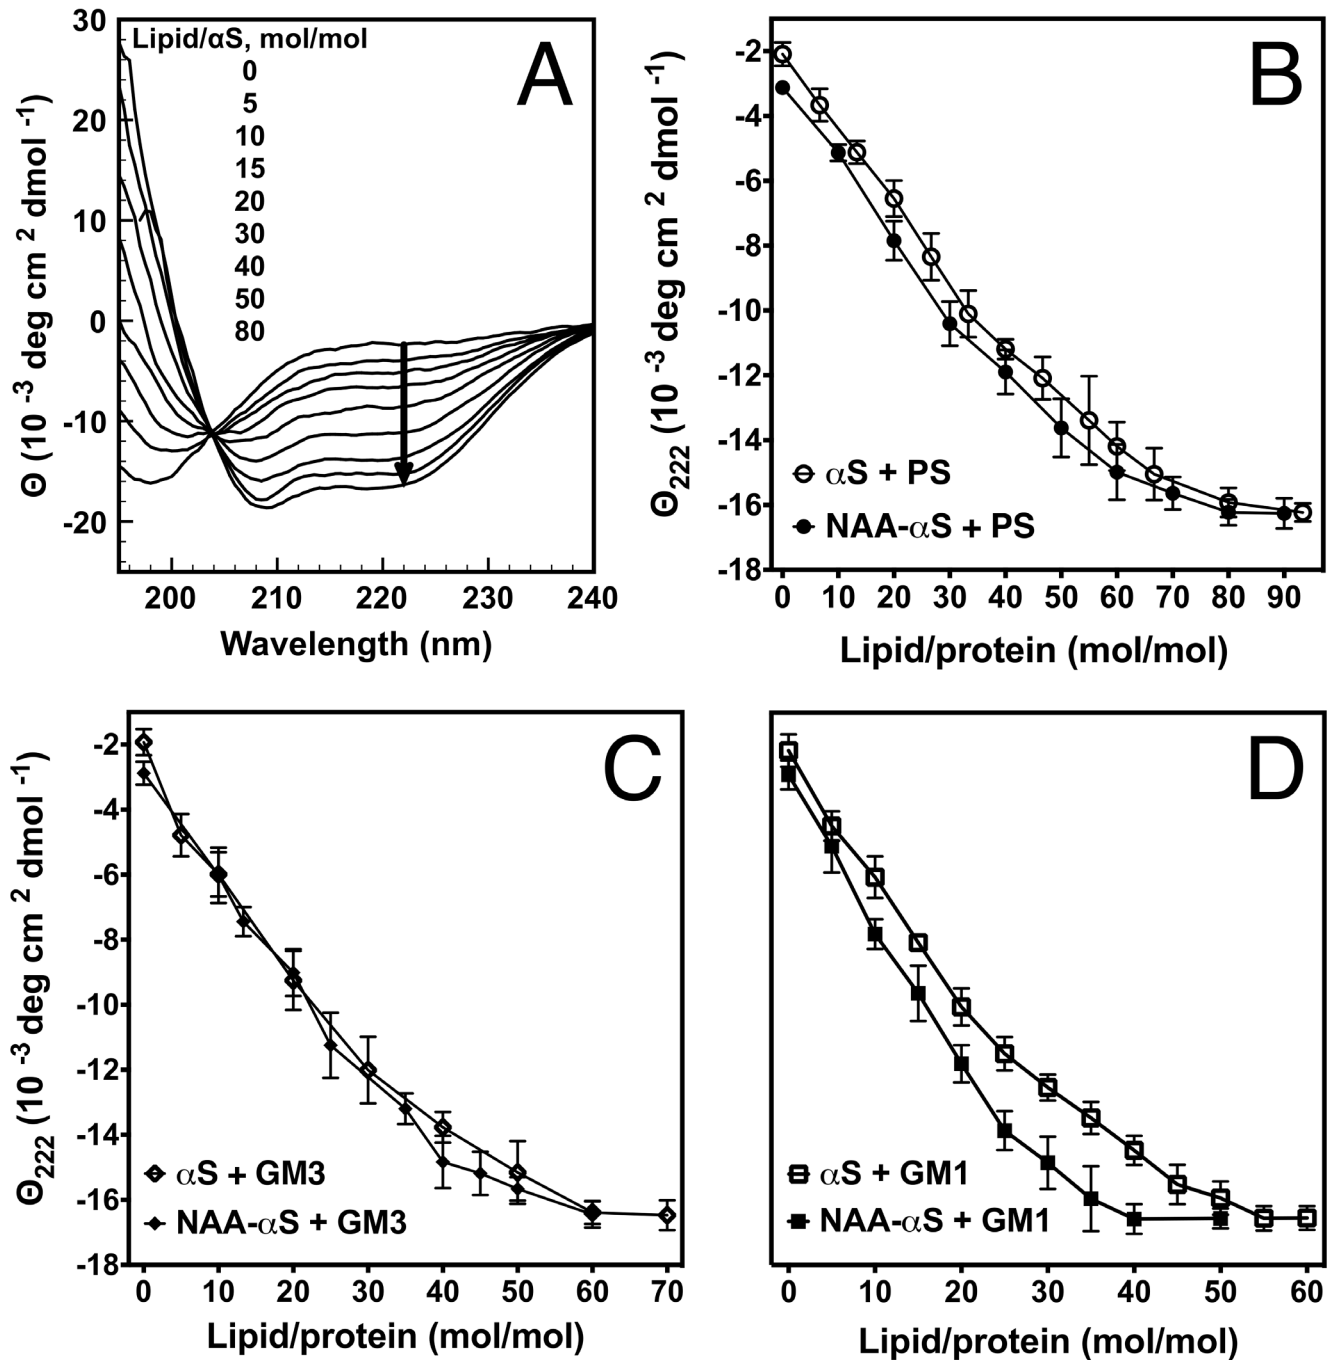 A
Lipid/αS, mol/mol
0
5
10
15
20
30
40
50
80
30
20
10
0
-10
-20
Θ (10 -3 deg cm 2 dmol -1)
200 210 220 230 240
Wavelength (nm)
B
-2
-4
-6
-8
-10
-12
-14
-16
-18
Θ222 (10 -3 deg cm 2 dmol -1)
αS + PS
NAA-αS + PS
0 10 20 30 40 50 60 70 80 90
Lipid/protein (mol/mol)
C
-2
-4
-6
-8
-10
-12
-14
-16
-18
Θ222 (10 -3 deg cm 2 dmol -1)
αS + GM3
NAA-αS + GM3
0 10 20 30 40 50 60 70
Lipid/protein (mol/mol)
D
αS + GM1
NAA-αS + GM1
0 10 20 30 40 50 60
Lipid/protein (mol/mol)